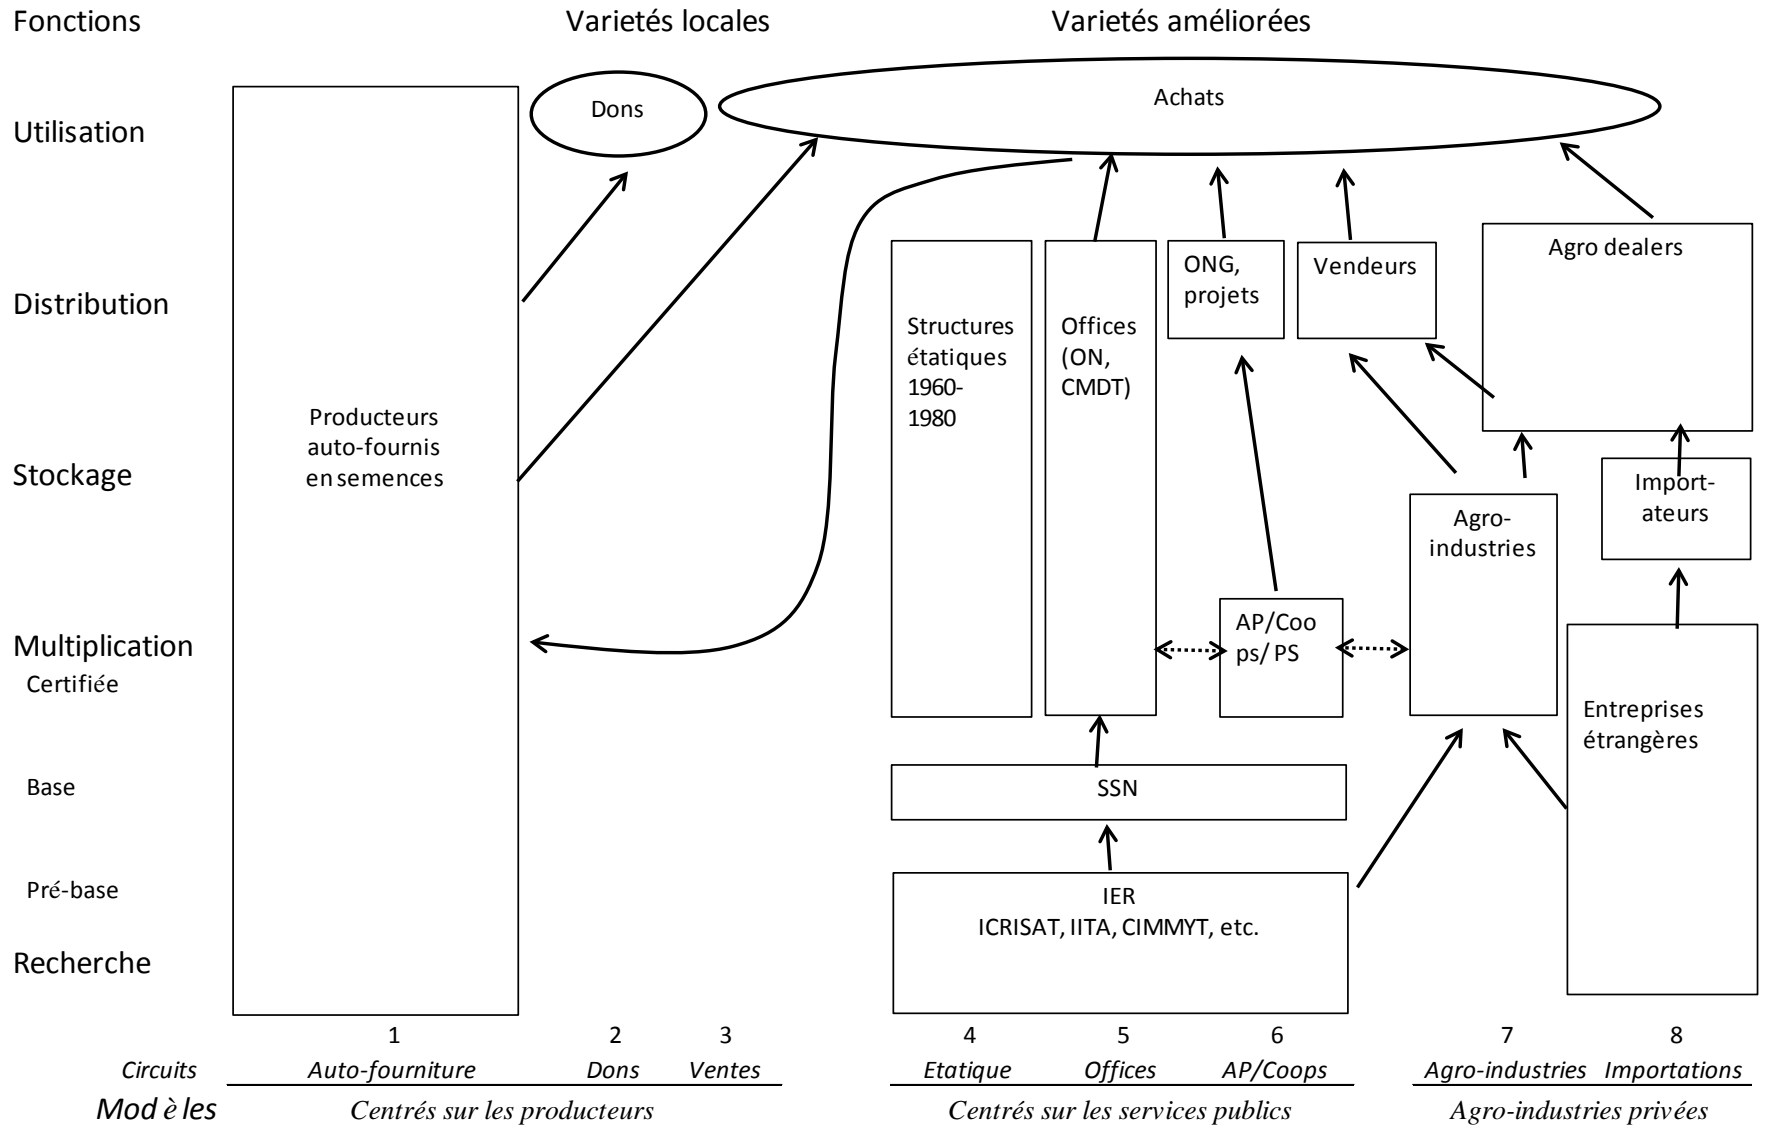 Fonctions
Varietés locales
Varietés améliorées
Utilisation
Dons
Achats
Distribution
Structures
étatiques
1960-
1980
Offices
(ON,
CMDT)
ONG,
projets
Vendeurs
Agro dealers
Producteurs
auto-fournis
en semences
Stockage
Agro-
industries
Import-
ateurs
Multiplication
Certifiée
AP/Coo
ps/ PS
Entreprises
étrangères
Base
SSN
Pré-base
IER
ICRISAT, IITA, CIMMYT, etc.
Recherche
1 2 3 4 5 6 7 8
Circuits Auto-fourniture Dons Ventes Etatique Offices AP/Coops Agro-industries Importations
Mod è les Centrés sur les producteurs Centrés sur les services publics Agro-industries privées